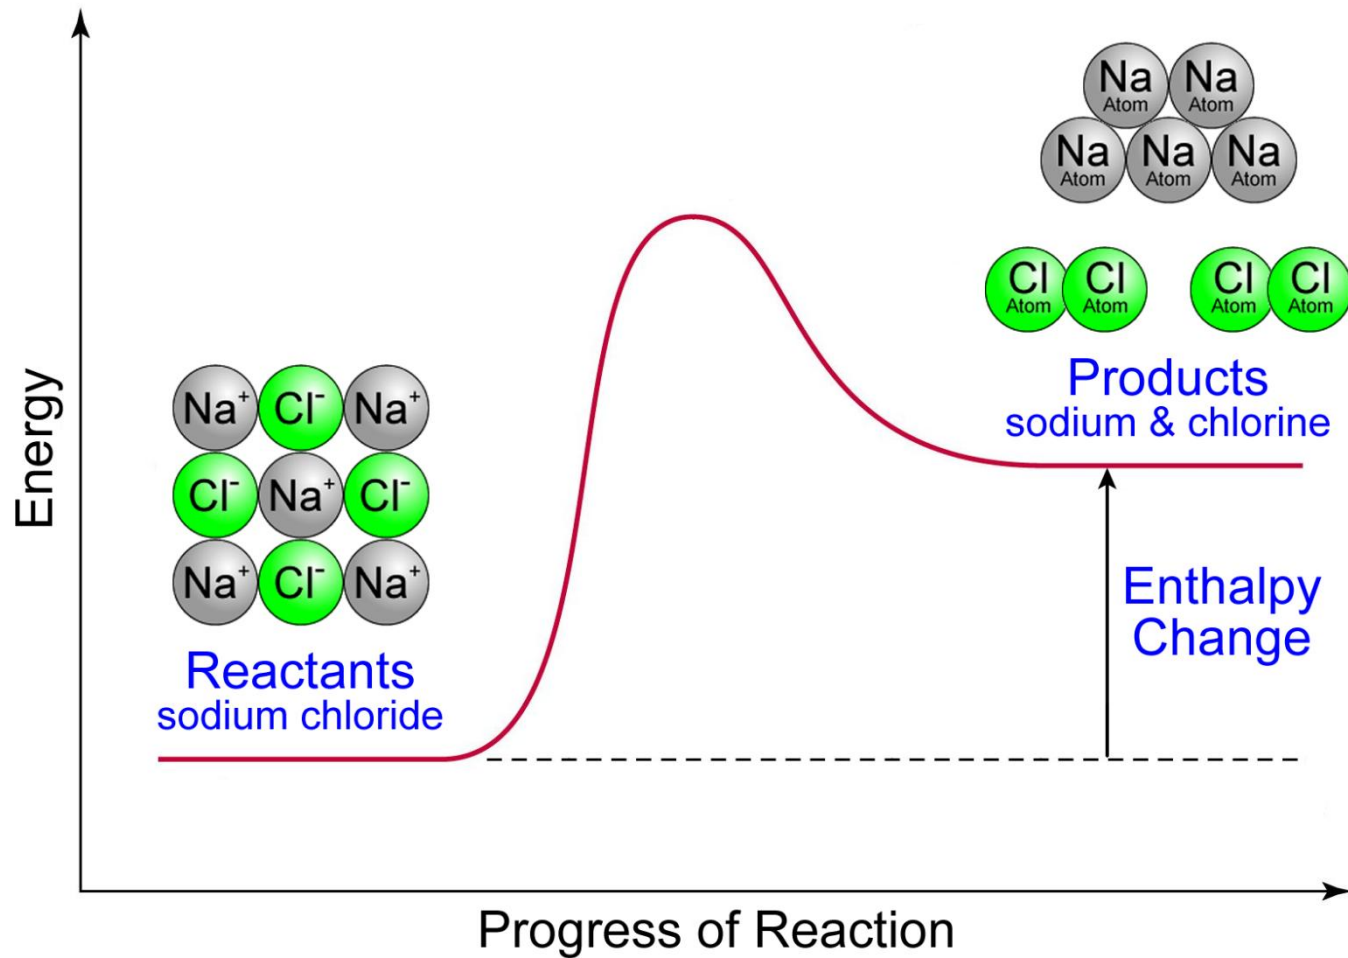 Na Na
Atom Atom
Na Na Na
Atom Atom Atom
Cl Cl Cl Cl
Atom Atom Atom Atom
Products
sodium & chlorine
Na⁺ Cl⁻ Na⁺
Cl⁻ Na⁺ Cl⁻
Na⁺ Cl⁻ Na⁺
Reactants
sodium chloride
Enthalpy
Change
Energy
Progress of Reaction